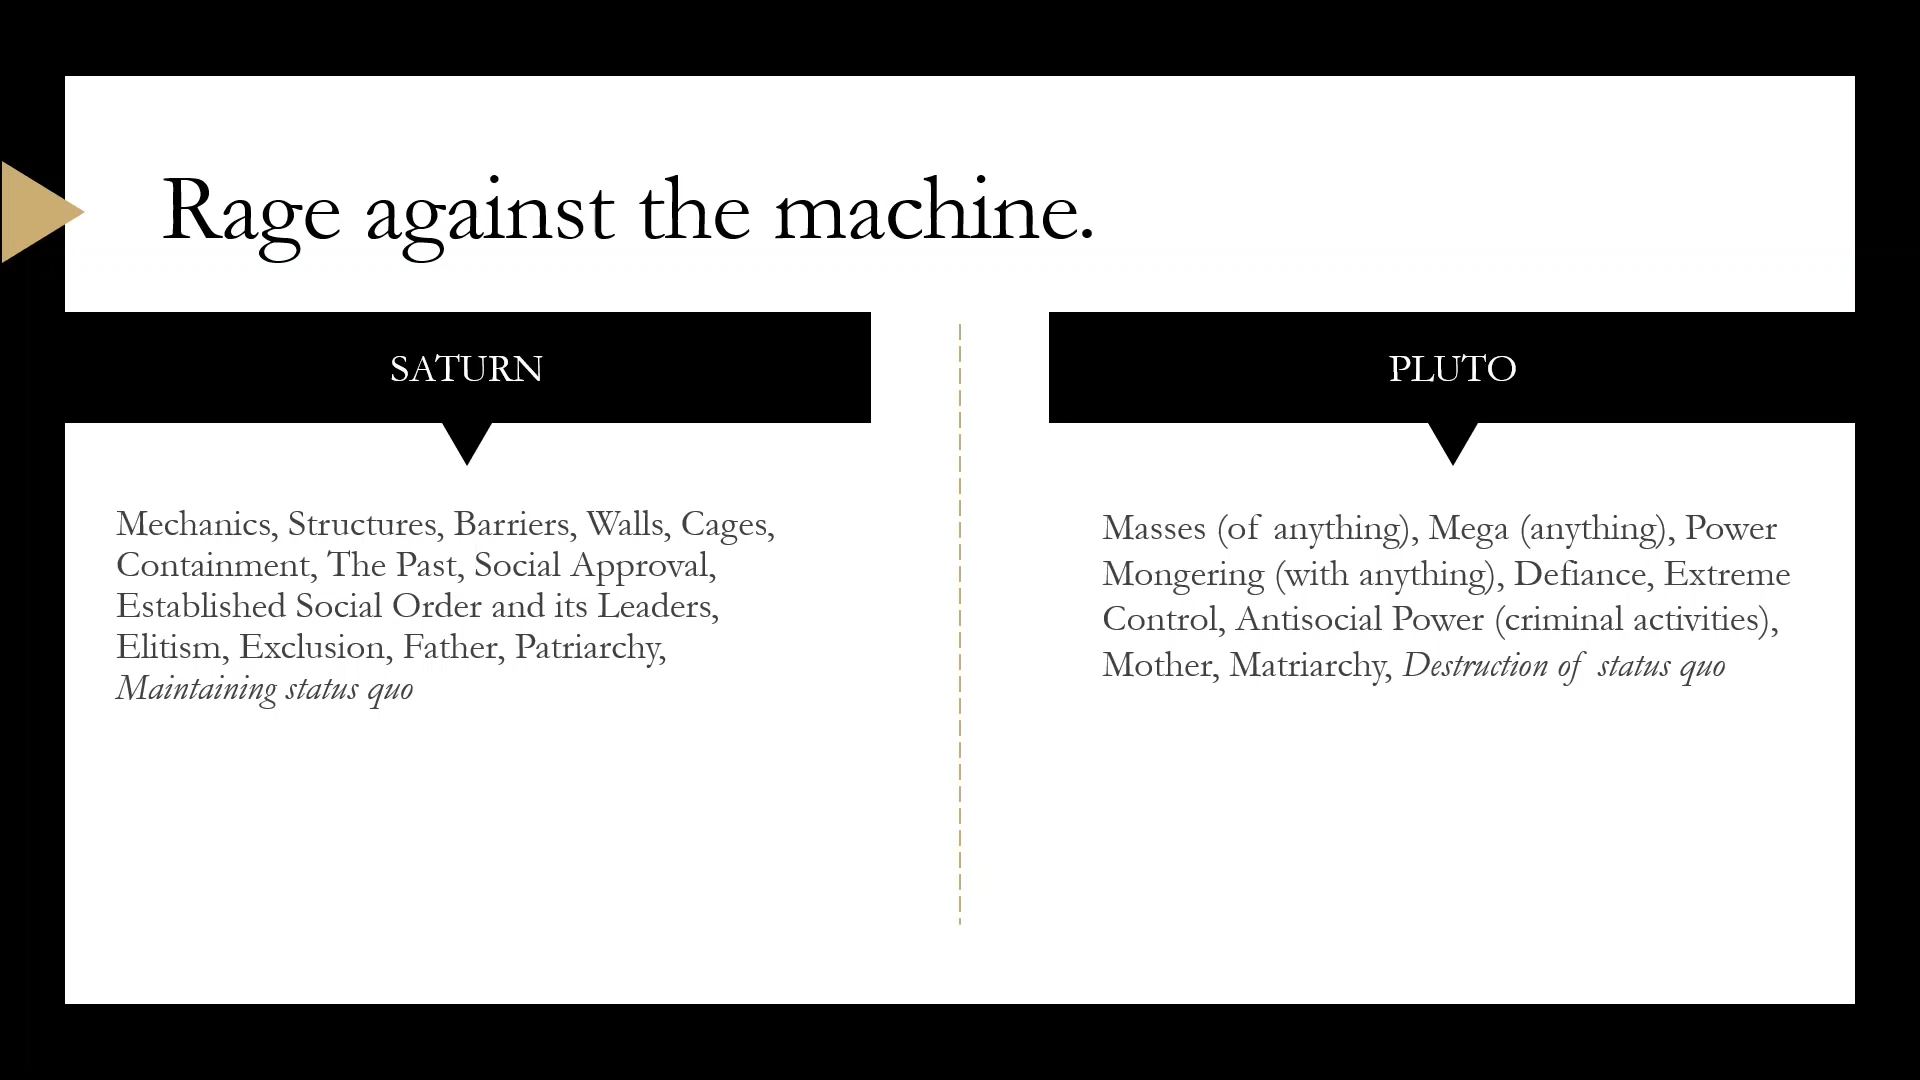 Rage against the machine.
SATURN
Mechanics, Structures, Barriers, Walls, Cages,
Containment, The Past, Social Approval,
Established Social Order and its Leaders,
Elitism, Exclusion, Father, Patriarchy,
Maintaining status quo
PLUTO
Masses (of anything), Mega (anything), Power
Mongering (with anything), Defiance, Extreme
Control, Antisocial Power (criminal activities),
Mother, Matriarchy, Destruction of status quo